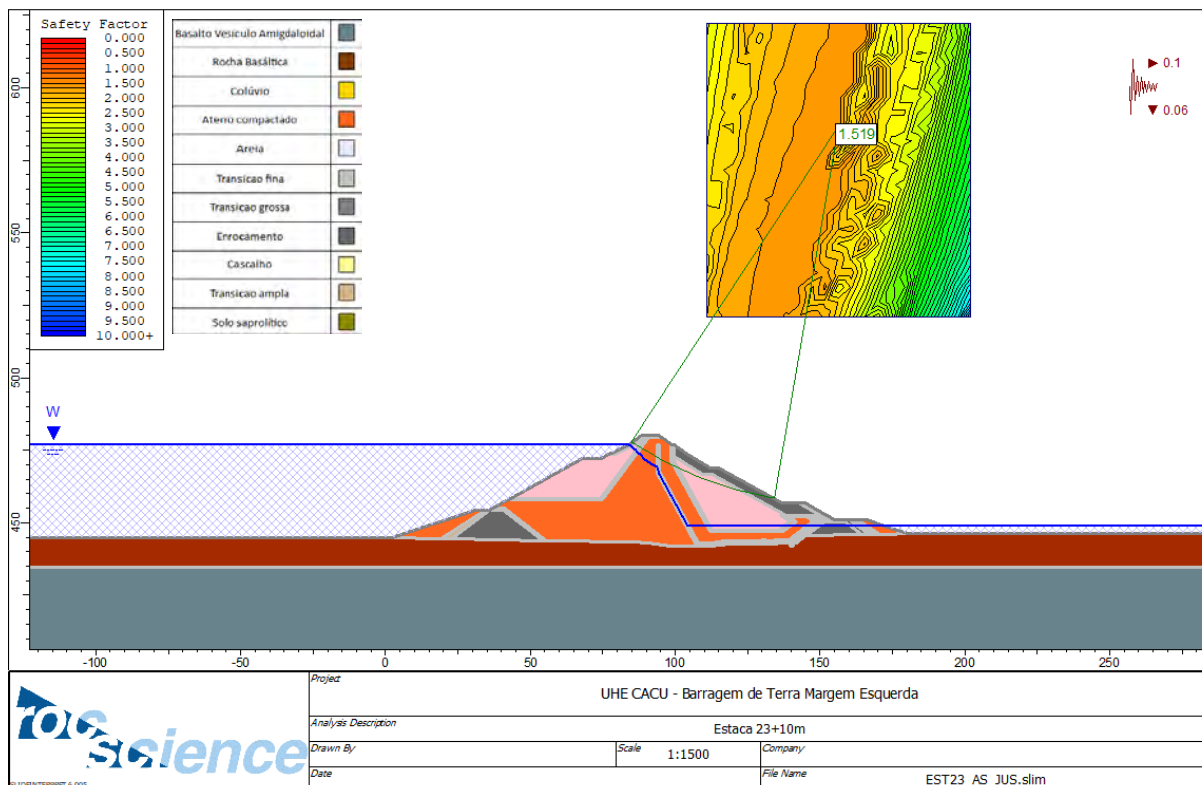 Safety Factor
0.000
0.500
1.000
1.500
2.000
2.500
3.000
3.500
4.000
4.500
5.000
5.500
6.000
6.500
7.000
7.500
8.000
8.500
9.000
9.500
10.000+
Basalto Vesículo Amigdaloidal
Rocha Basáltica
Colúvio
Aterro compactado
Areia
Transicao fina
Transicao grossa
Enrocamento
Cascalho
Transicao ampla
Solo saprolítico
1.519
0.1
0.06
600
550
500
450
W
-100 -50 0 50 100 150 200 250
rocscience
Project
UHE CACU - Barragem de Terra Margem Esquerda
Analysis Description
Estaca 23+10m
Drawn By
Scale
1:1500
Company
Date
File Name
EST23 AS JUS.slim